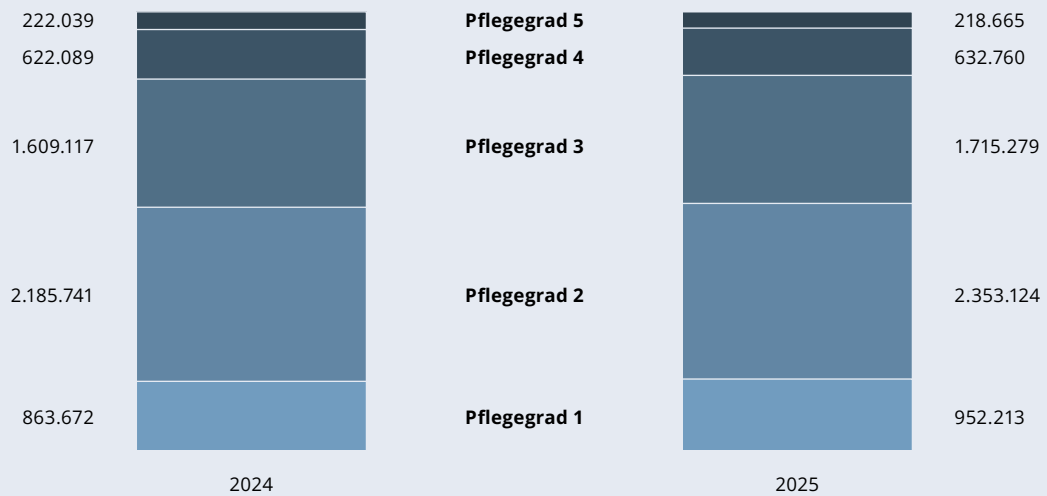 222.039 Pflegegrad 5 218.665
622.089 Pflegegrad 4 632.760
1.609.117 Pflegegrad 3 1.715.279
2.185.741 Pflegegrad 2 2.353.124
863.672 Pflegegrad 1 952.213
2024 2025